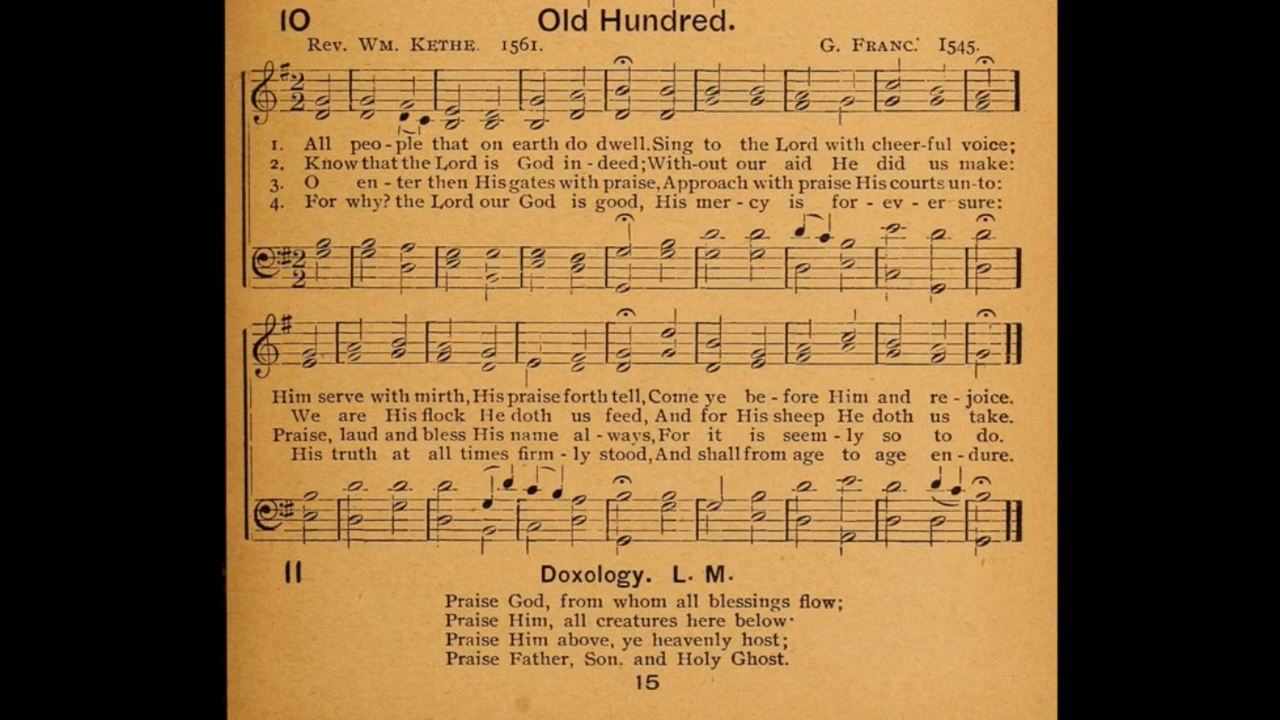 10 Old Hundred.
Rev. Wm. Kethe. 1561. G. Franc. 1545.
1. All peo-ple that on earth do dwell. Sing to the Lord with cheer-ful voice;
2. Know that the Lord is God in-deed; With-out our aid He did us make:
3. O en-ter then His gates with praise, Approach with praise His courts un-to:
4. For why? the Lord our God is good, His mer-cy is for-ev-er sure:
Him serve with mirth, His praise forth tell, Come ye be-fore Him and re-joice.
We are His flock He doth us feed, And for His sheep He doth us take.
Praise, laud and bless His name al-ways, For it is seem-ly so to do.
His truth at all times firm-ly stood, And shall from age to age en-dure.
11 Doxology. L. M.
Praise God, from whom all blessings flow;
Praise Him, all creatures here below.
Praise Him above, ye heavenly host;
Praise Father, Son. and Holy Ghost.
15